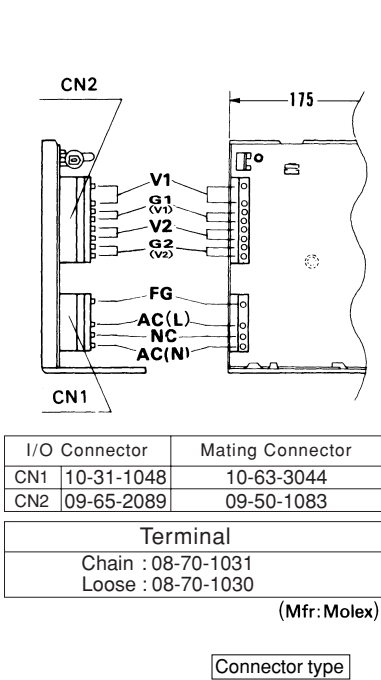 CN2
175
V1
G1
(V1)
V2
G2
(V2)
FG
AC(L)
NC
AC(N)
CN1
I/O Connector Mating Connector
CN1 10-31-1048 10-63-3044
CN2 09-65-2089 09-50-1083
Terminal
Chain : 08-70-1031
Loose : 08-70-1030
(Mfr:Molex)
Connector type